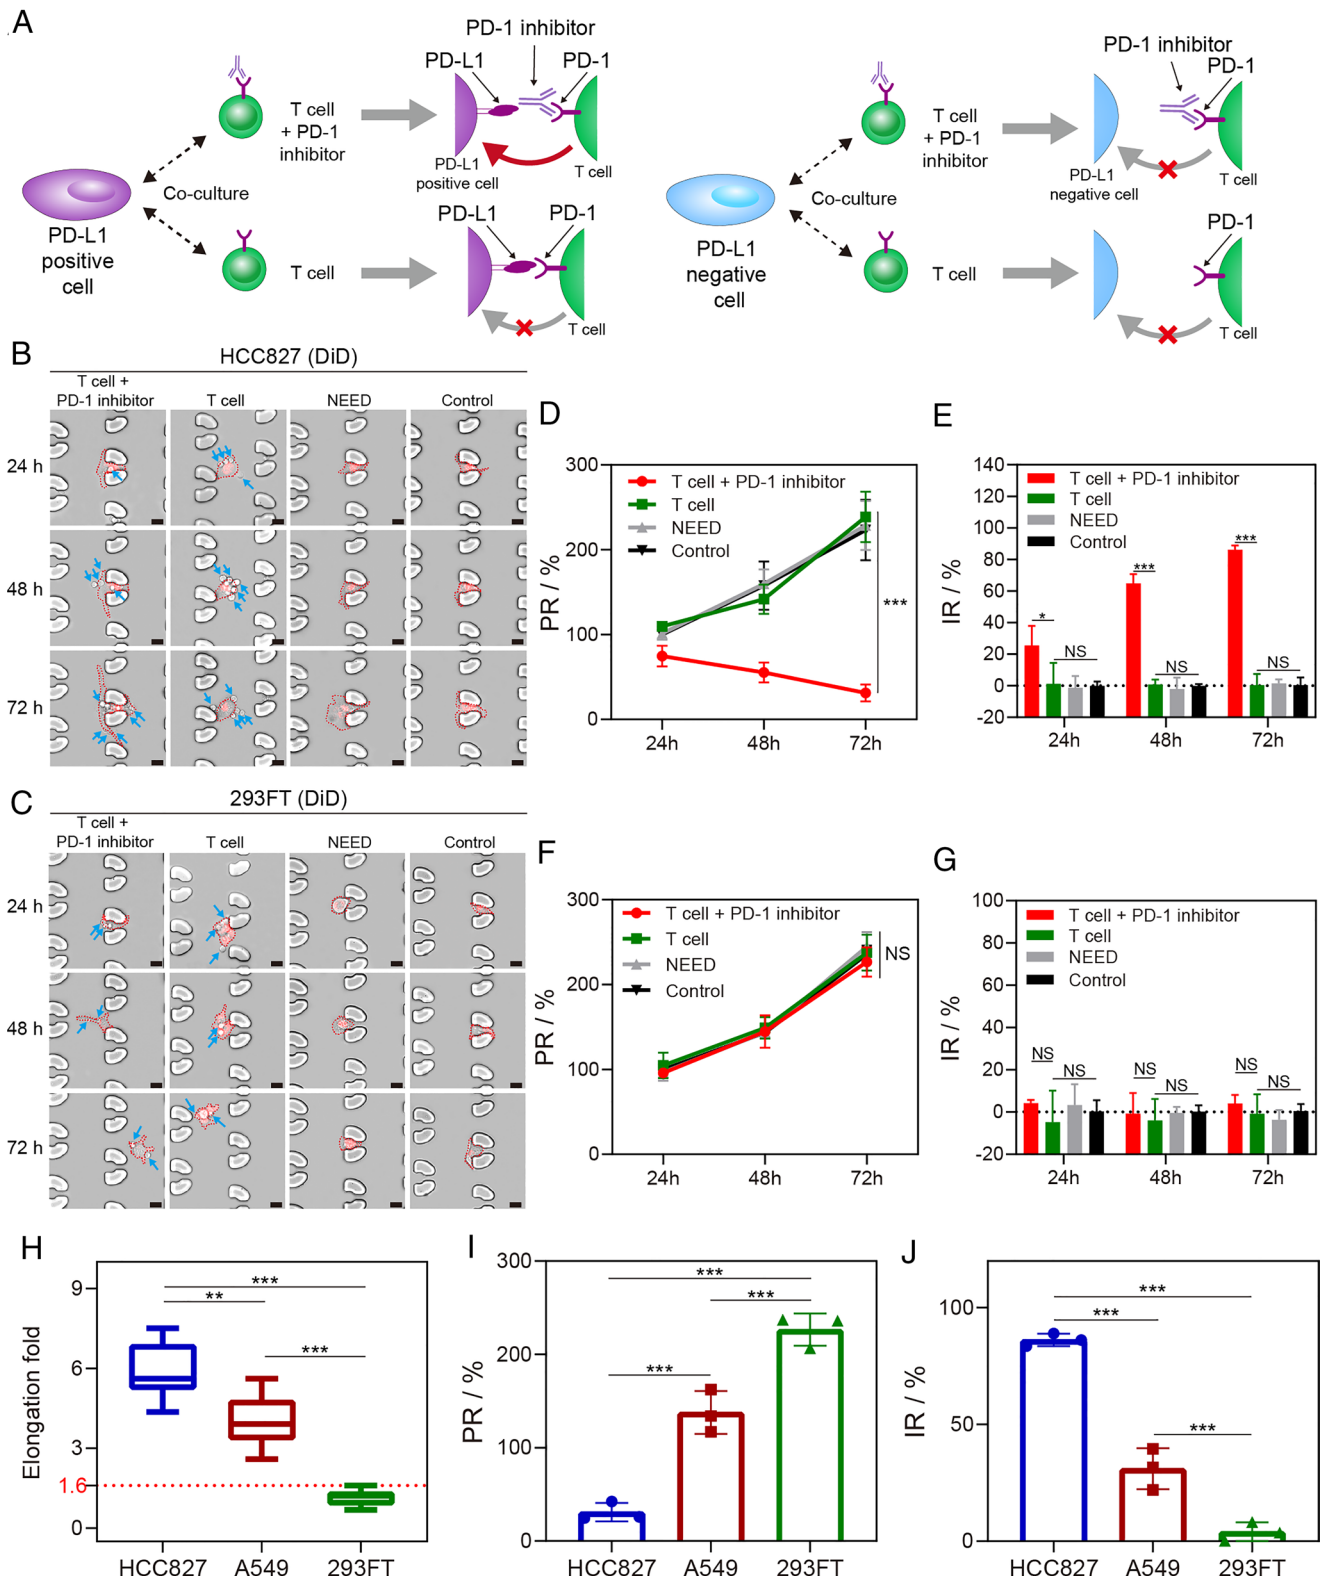 A
PD-1 inhibitor
PD-L1
PD-1
T cell
+ PD-1
inhibitor
PD-L1
positive cell
T cell
Co-culture
PD-L1
positive
cell
PD-L1
PD-1
T cell
T cell
PD-1 inhibitor
PD-1
T cell
+ PD-1
inhibitor
PD-L1
negative cell
T cell
Co-culture
PD-L1
negative
cell
PD-1
T cell
T cell
B
HCC827 (DiD)
T cell +
PD-1 inhibitor
T cell
NEED
Control
24 h
48 h
72 h
C
293FT (DiD)
T cell +
PD-1 inhibitor
T cell
NEED
Control
24 h
48 h
72 h
D
PR / %
300
200
100
0
T cell + PD-1 inhibitor
T cell
NEED
Control
***
24h
48h
72h
E
IR / %
140
120
100
80
60
40
20
0
-20
T cell + PD-1 inhibitor
T cell
NEED
Control
*
NS
***
NS
***
NS
24h
48h
72h
F
PR / %
300
200
100
0
T cell + PD-1 inhibitor
T cell
NEED
Control
NS
24h
48h
72h
G
IR / %
100
80
60
40
20
0
-20
T cell + PD-1 inhibitor
T cell
NEED
Control
NS
NS
NS
NS
NS
NS
24h
48h
72h
H
Elongation fold
9
6
3
1.6
0
***
**
***
HCC827
A549
293FT
I
PR / %
300
200
100
0
***
***
***
HCC827
A549
293FT
J
IR / %
100
50
0
***
***
***
HCC827
A549
293FT